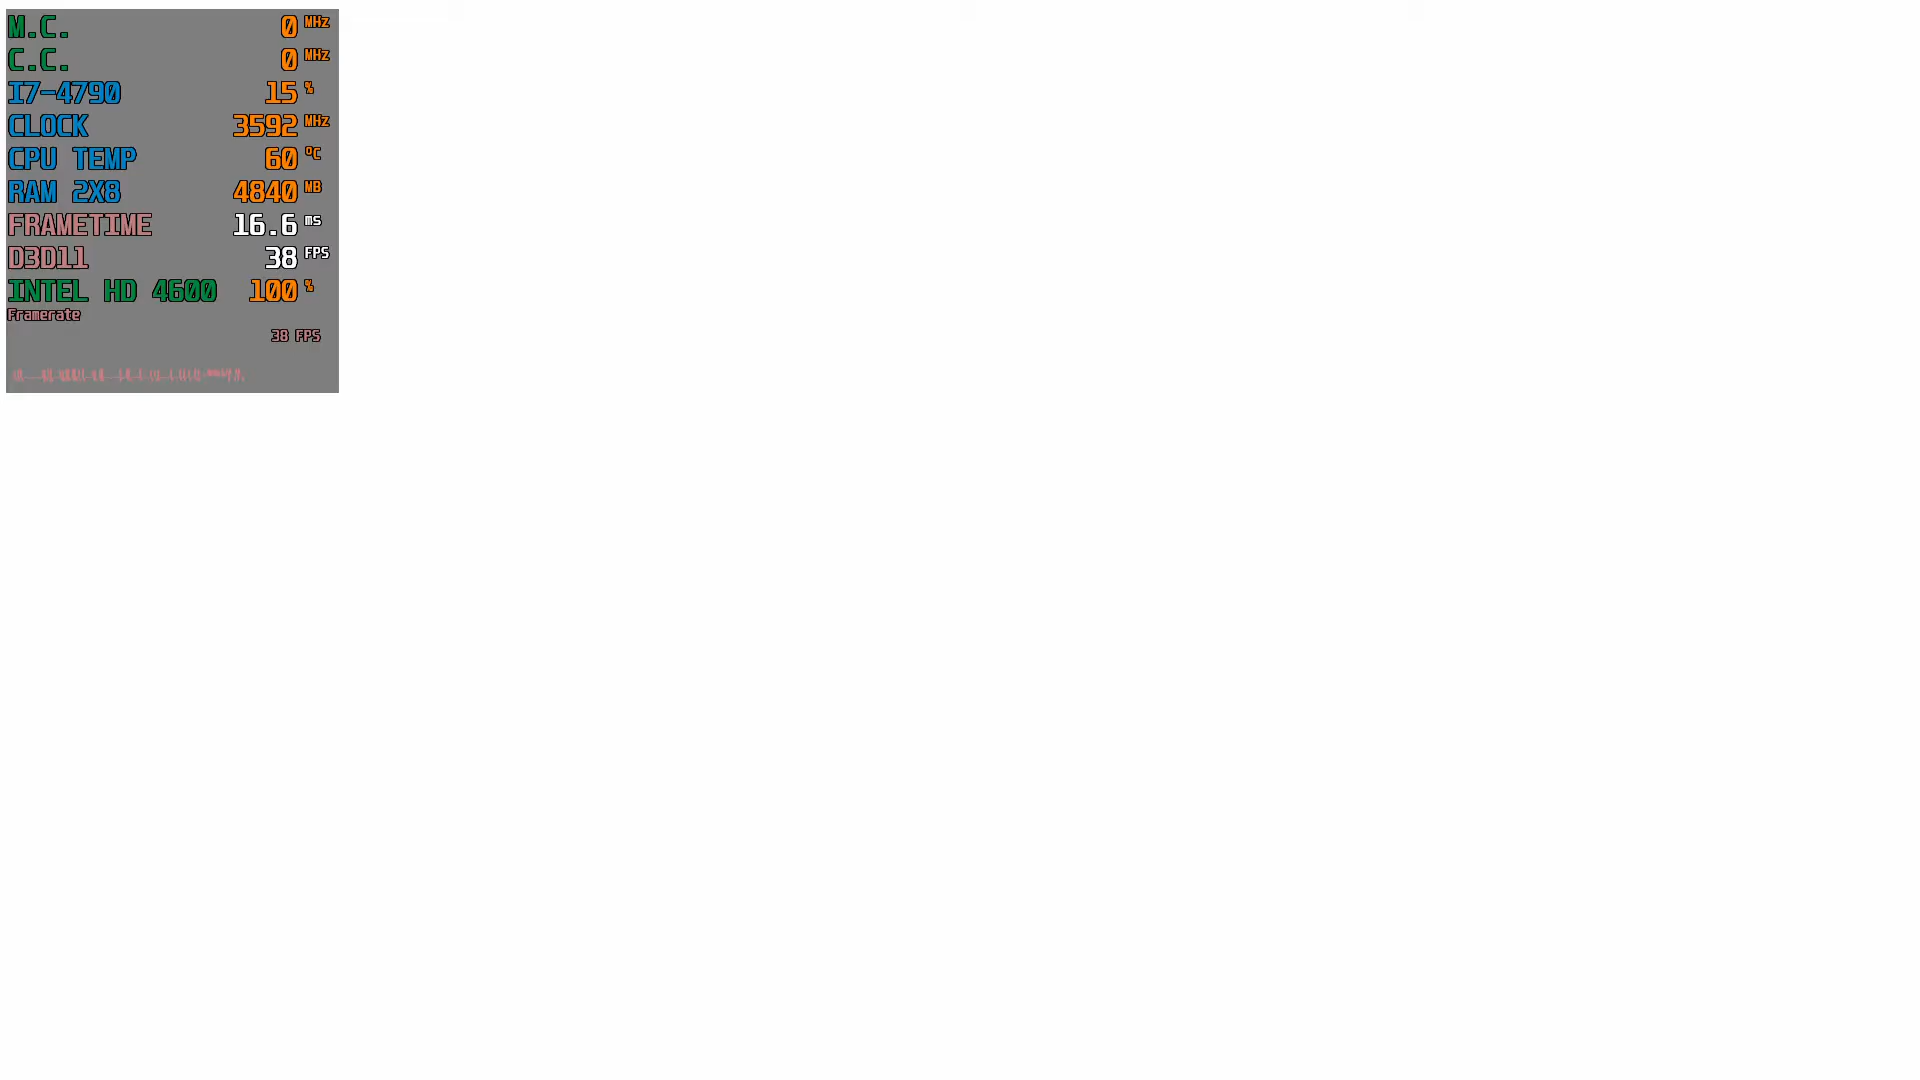 M.C. 0 MHz
C.C. 0 MHz
I7-4790 15 %
CLOCK 3592 MHz
CPU TEMP 60 °C
RAM 2X8 4840 MB
FRAMETIME 16.6 ms
D3D11 38 FPS
INTEL HD 4600 100 %
Framerate
38 FPS